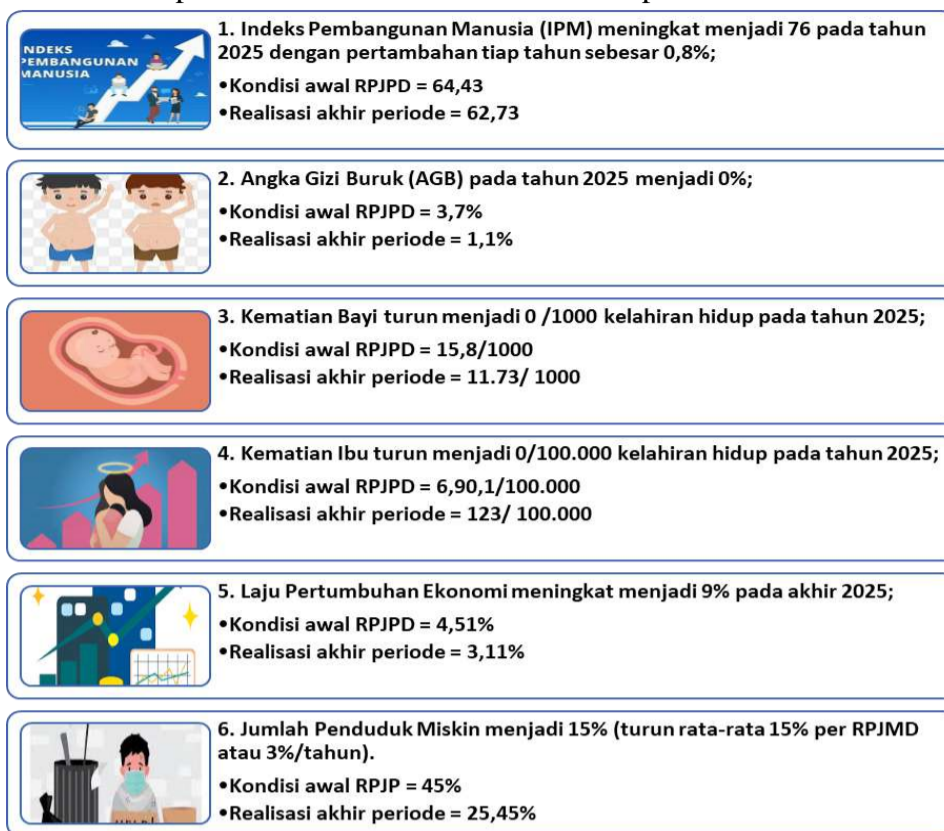 NDEKS
PEMBANGUNAN
MANUSIA
1. Indeks Pembangunan Manusia (IPM) meningkat menjadi 76 pada tahun
2025 dengan pertambahan tiap tahun sebesar 0,8%;
•Kondisi awal RPJPD = 64,43
•Realisasi akhir periode = 62,73
2. Angka Gizi Buruk (AGB) pada tahun 2025 menjadi 0%;
•Kondisi awal RPJPD = 3,7%
•Realisasi akhir periode = 1,1%
3. Kematian Bayi turun menjadi 0 /1000 kelahiran hidup pada tahun 2025;
•Kondisi awal RPJPD = 15,8/1000
•Realisasi akhir periode = 11.73/ 1000
4. Kematian Ibu turun menjadi 0/100.000 kelahiran hidup pada tahun 2025;
•Kondisi awal RPJPD = 6,90,1/100.000
•Realisasi akhir periode = 123/ 100.000
5. Laju Pertumbuhan Ekonomi meningkat menjadi 9% pada akhir 2025;
•Kondisi awal RPJPD = 4,51%
•Realisasi akhir periode = 3,11%
6. Jumlah Penduduk Miskin menjadi 15% (turun rata-rata 15% per RPJMD
atau 3%/tahun).
•Kondisi awal RPJP = 45%
•Realisasi akhir periode = 25,45%